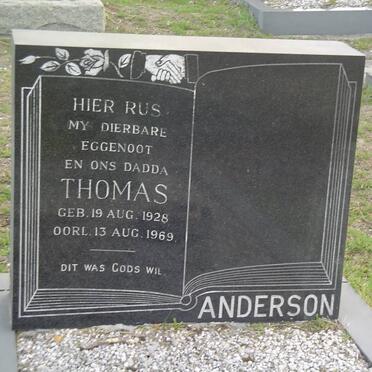 HIER RUS
MY DIERBARE
EGGENOOT
EN ONS DADDA
THOMAS
GEB. 19 AUG. 1928
OORL. 13 AUG. 1969
DIT WAS GODS WIL
ANDERSON